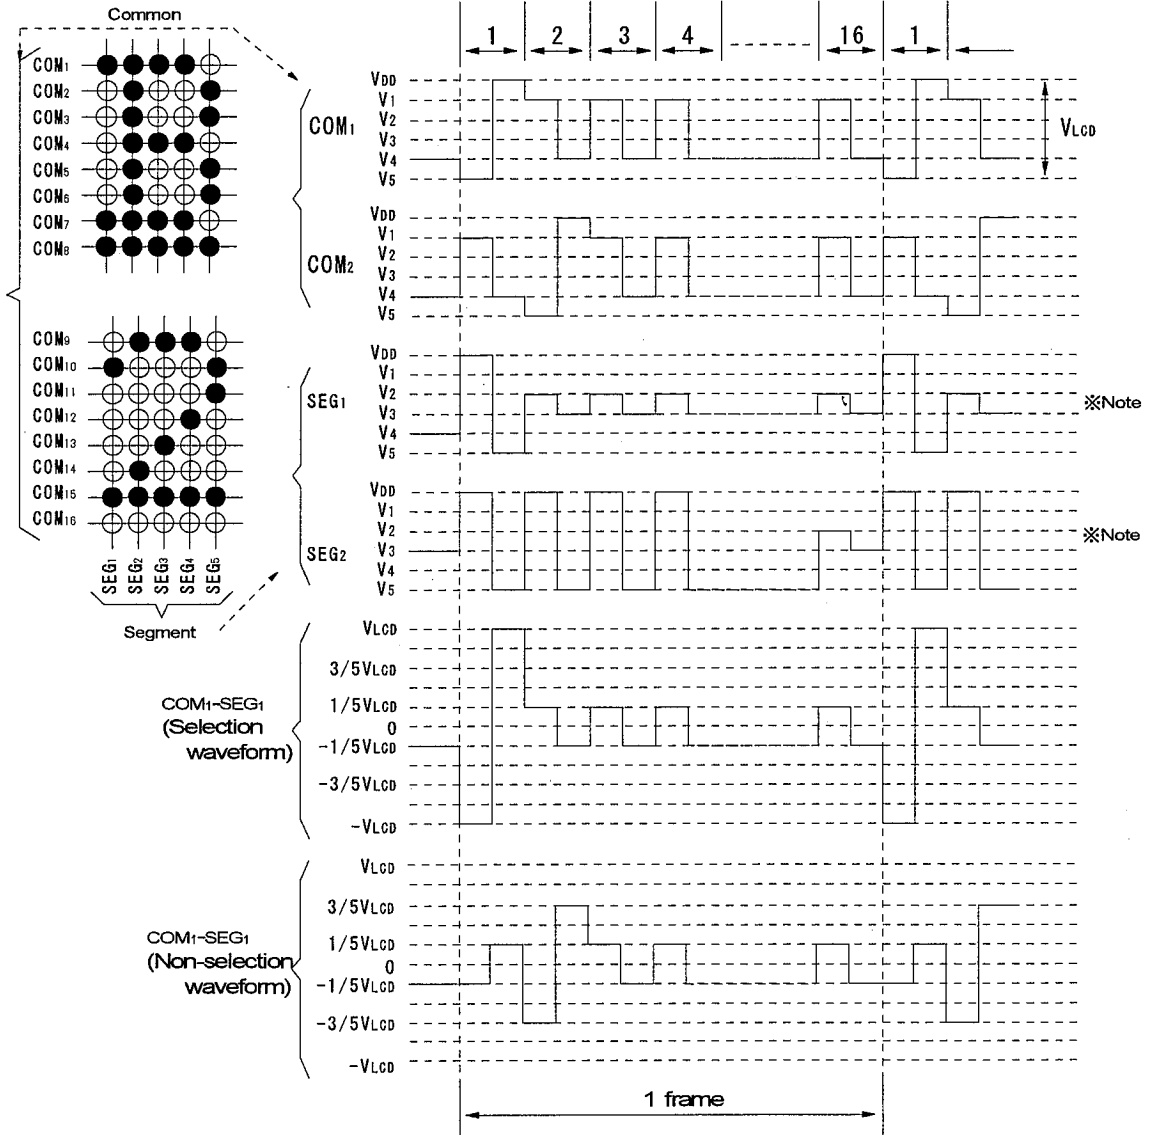 Common
COM1
COM2
COM3
COM4
COM5
COM6
COM7
COM8
COM9
COM10
COM11
COM12
COM13
COM14
COM15
COM16
SEG1
SEG2
SEG3
SEG4
SEG5
Segment
1 2 3 4 16 1
COM1
VDD
V1
V2
V3
V4
V5
VLCD
COM2
VDD
V1
V2
V3
V4
V5
SEG1
VDD
V1
V2
V3
V4
V5
※Note
SEG2
VDD
V1
V2
V3
V4
V5
※Note
COM1-SEG1
(Selection
waveform)
VLCD
3/5VLCD
1/5VLCD
0
-1/5VLCD
-3/5VLCD
-VLCD
COM1-SEG1
(Non-selection
waveform)
VLCD
3/5VLCD
1/5VLCD
0
-1/5VLCD
-3/5VLCD
-VLCD
1 frame